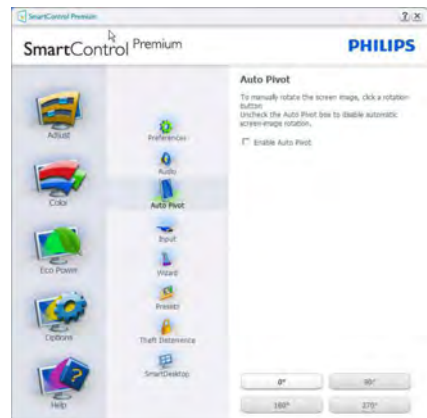 SmartControl Premium
SmartControl Premium
PHILIPS
Adjust
Color
Eco Power
Options
Help
Preferences
Audio
Auto Pivot
Input
Wizard
Presets
Theft Deterrence
SmartDesktop
Auto Pivot
To manually rotate the screen image, click a rotation
button
Uncheck the Auto Pivot box to disable automatic
screen-image rotation.
Enable Auto Pivot
0°
90°
180°
270°